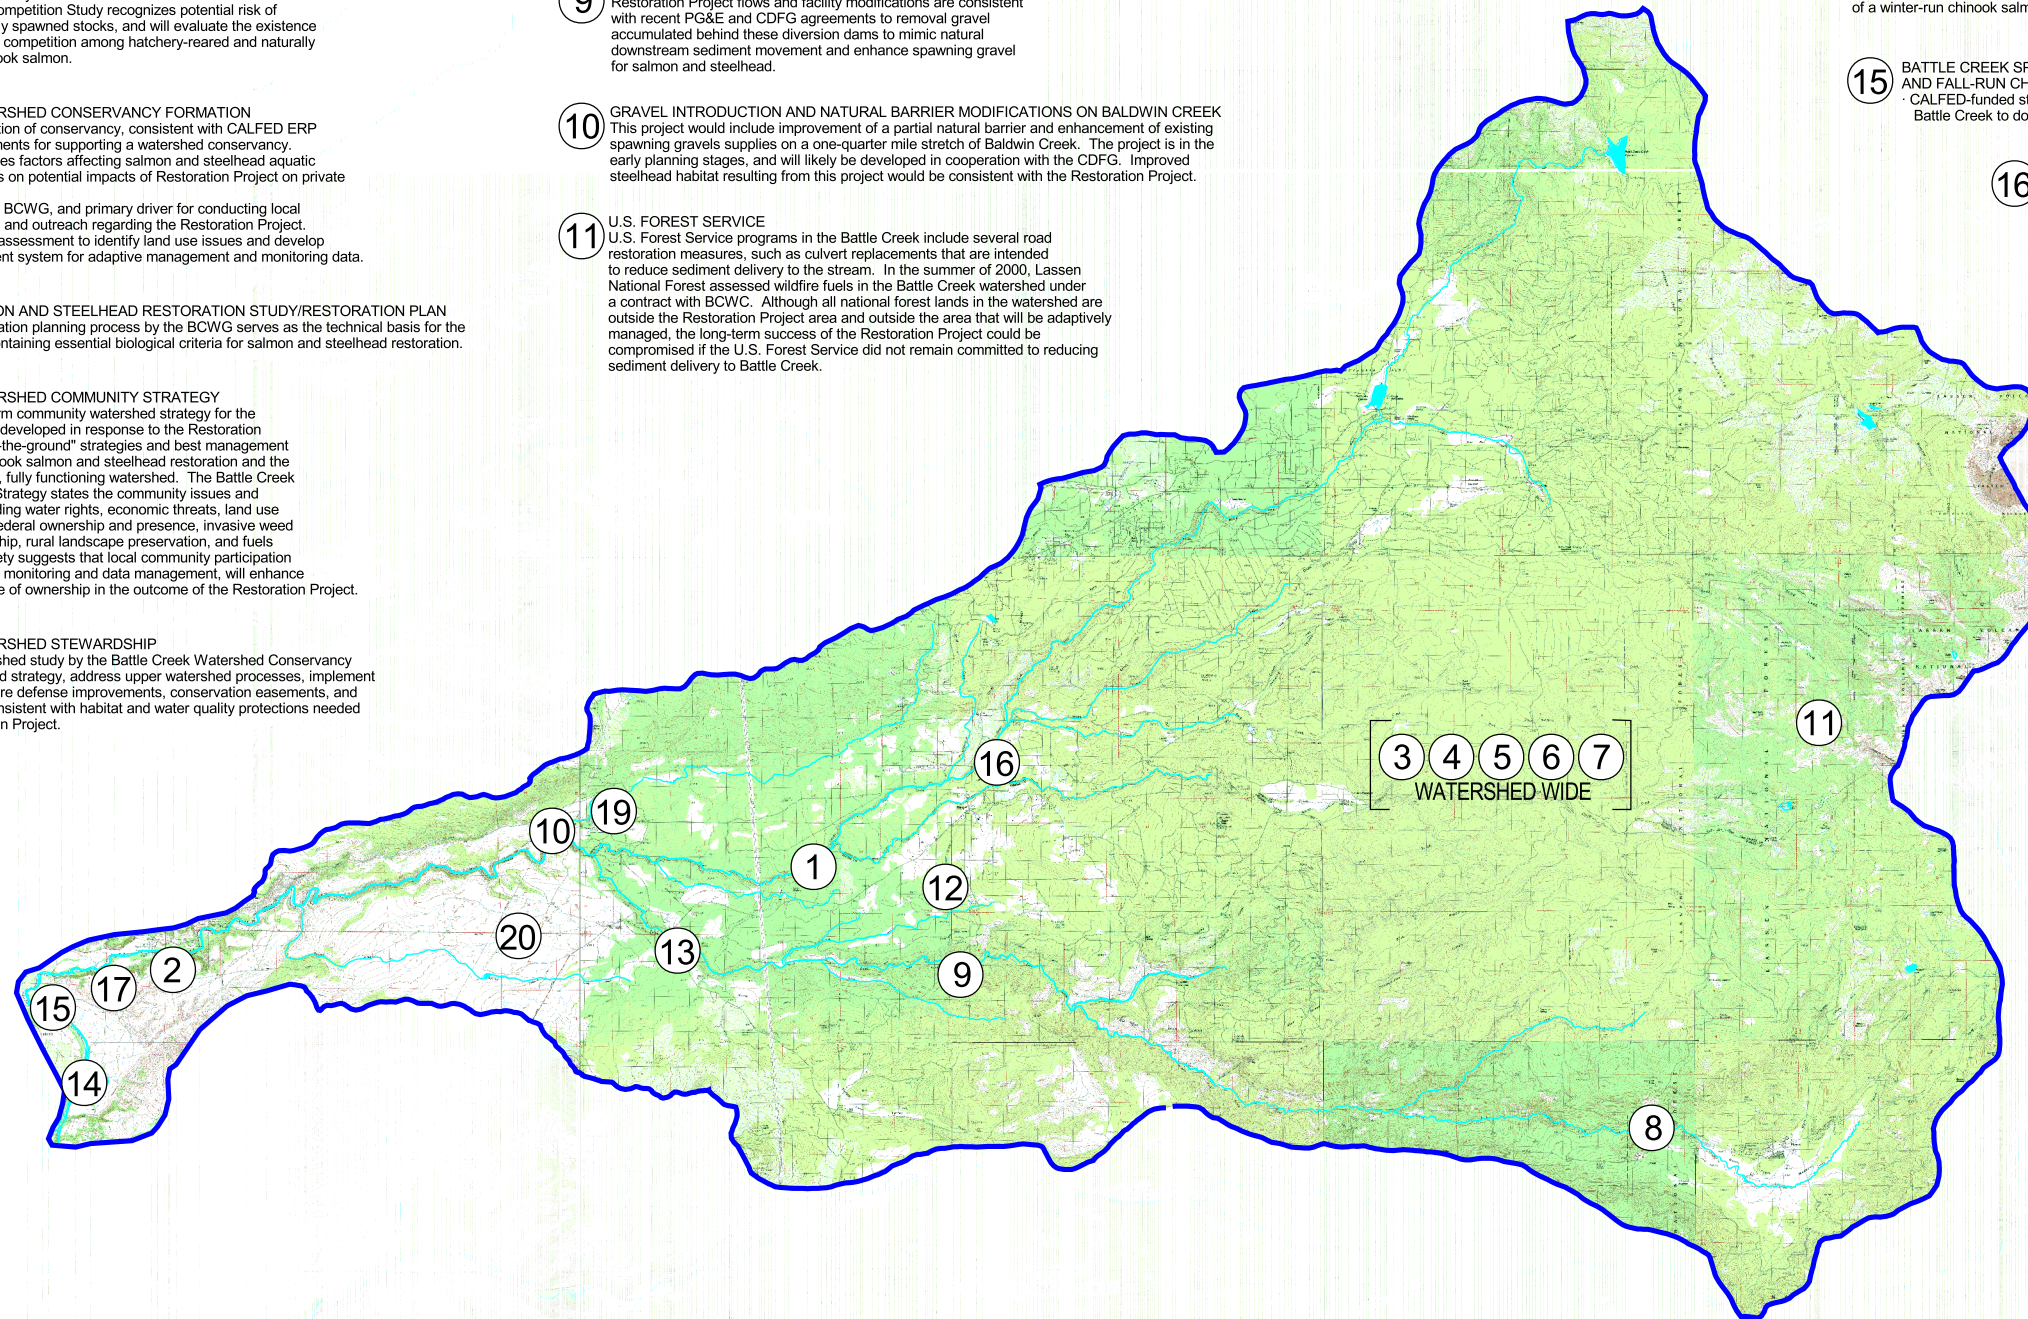 ompetition Study recognizes potential risk of
y spawned stocks, and will evaluate the existence
competition among hatchery-reared and naturally
ok salmon.
RSHED CONSERVANCY FORMATION
tion of conservancy, consistent with CALFED ERP
ments for supporting a watershed conservancy.
es factors affecting salmon and steelhead aquatic
s on potential impacts of Restoration Project on private
BCWG, and primary driver for conducting local
and outreach regarding the Restoration Project.
assessment to identify land use issues and develop
ent system for adaptive management and monitoring data.
ON AND STEELHEAD RESTORATION STUDY/RESTORATION PLAN
ation planning process by the BCWG serves as the technical basis for the
ontaining essential biological criteria for salmon and steelhead restoration.
RSHED COMMUNITY STRATEGY
rm community watershed strategy for the
developed in response to the Restoration
-the-ground" strategies and best management
ook salmon and steelhead restoration and the
, fully functioning watershed.  The Battle Creek
Strategy states the community issues and
ding water rights, economic threats, land use
ederal ownership and presence, invasive weed
hip, rural landscape preservation, and fuels
ety suggests that local community participation
monitoring and data management, will enhance
e of ownership in the outcome of the Restoration Project.
RSHED STEWARDSHIP
shed study by the Battle Creek Watershed Conservancy
d strategy, address upper watershed processes, implement
re defense improvements, conservation easements, and
nsistent with habitat and water quality protections needed
n Project.
9
Restoration Project flows and facility modifications are consistent
with recent PG&E and CDFG agreements to removal gravel
accumulated behind these diversion dams to mimic natural
downstream sediment movement and enhance spawning gravel
for salmon and steelhead.
10
GRAVEL INTRODUCTION AND NATURAL BARRIER MODIFICATIONS ON BALDWIN CREEK
This project would include improvement of a partial natural barrier and enhancement of existing
spawning gravels supplies on a one-quarter mile stretch of Baldwin Creek.  The project is in the
early planning stages, and will likely be developed in cooperation with the CDFG.  Improved
steelhead habitat resulting from this project would be consistent with the Restoration Project.
11
U.S. FOREST SERVICE
U.S. Forest Service programs in the Battle Creek include several road
restoration measures, such as culvert replacements that are intended
to reduce sediment delivery to the stream.  In the summer of 2000, Lassen
National Forest assessed wildfire fuels in the Battle Creek watershed under
a contract with BCWC.  Although all national forest lands in the watershed are
outside the Restoration Project area and outside the area that will be adaptively
managed, the long-term success of the Restoration Project could be
compromised if the U.S. Forest Service did not remain committed to reducing
sediment delivery to Battle Creek.
of a winter-run chinook salm
15
BATTLE CREEK SP
AND FALL-RUN CH
· CALFED-funded st
Battle Creek to do
16
11
3 4 5 6 7
WATERSHED WIDE
16
19
10
1
12
20
13
9
2
17
15
14
8